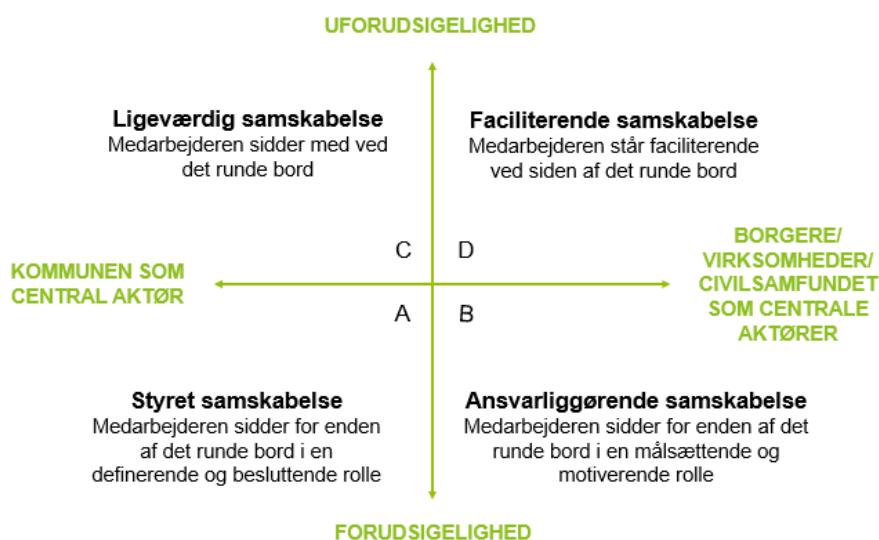 UFORUDSIGELIGHED
Ligeværdig samskabelse
Medarbejderen sidder med ved
det runde bord
Faciliterende samskabelse
Medarbejderen står faciliterende
ved siden af det runde bord
C
D
KOMMUNEN SOM
CENTRAL AKTØR
BORGERE/
VIRKSOMHEDER/
CIVILSAMFUNDET
SOM CENTRALE
AKTØRER
A
B
Styret samskabelse
Medarbejderen sidder for enden
af det runde bord i en
definerende og besluttende rolle
Ansvarliggørende samskabelse
Medarbejderen sidder for enden af det
runde bord i en målsættende og
motiverende rolle
FORUDSIGELIGHED